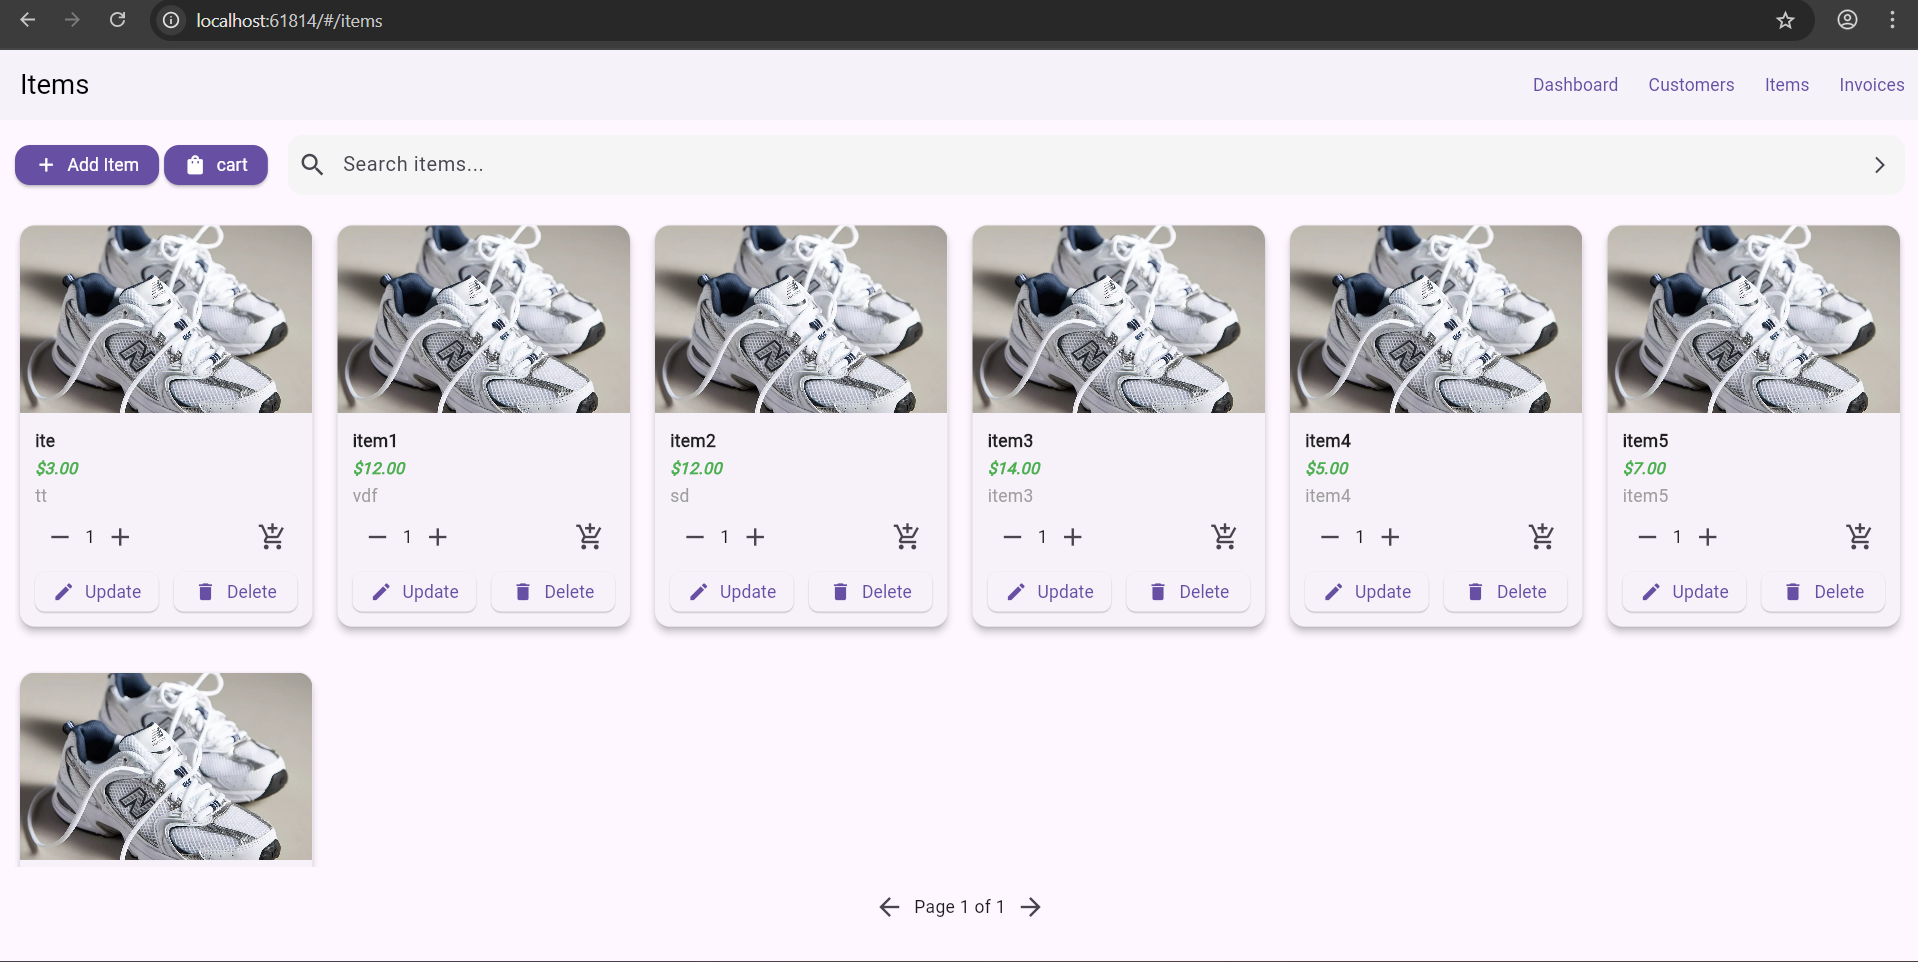 localhost:61814/#/items
Items
Dashboard Customers Items Invoices
Add Item cart Search items...
ite item1 item2 item3 item4 item5
$3.00 $12.00 $12.00 $14.00 $5.00 $7.00
tt vdf sd item3 item4 item5
1 1 1 1 1 1
Update Delete Update Delete Update Delete Update Delete Update Delete Update Delete
Page 1 of 1